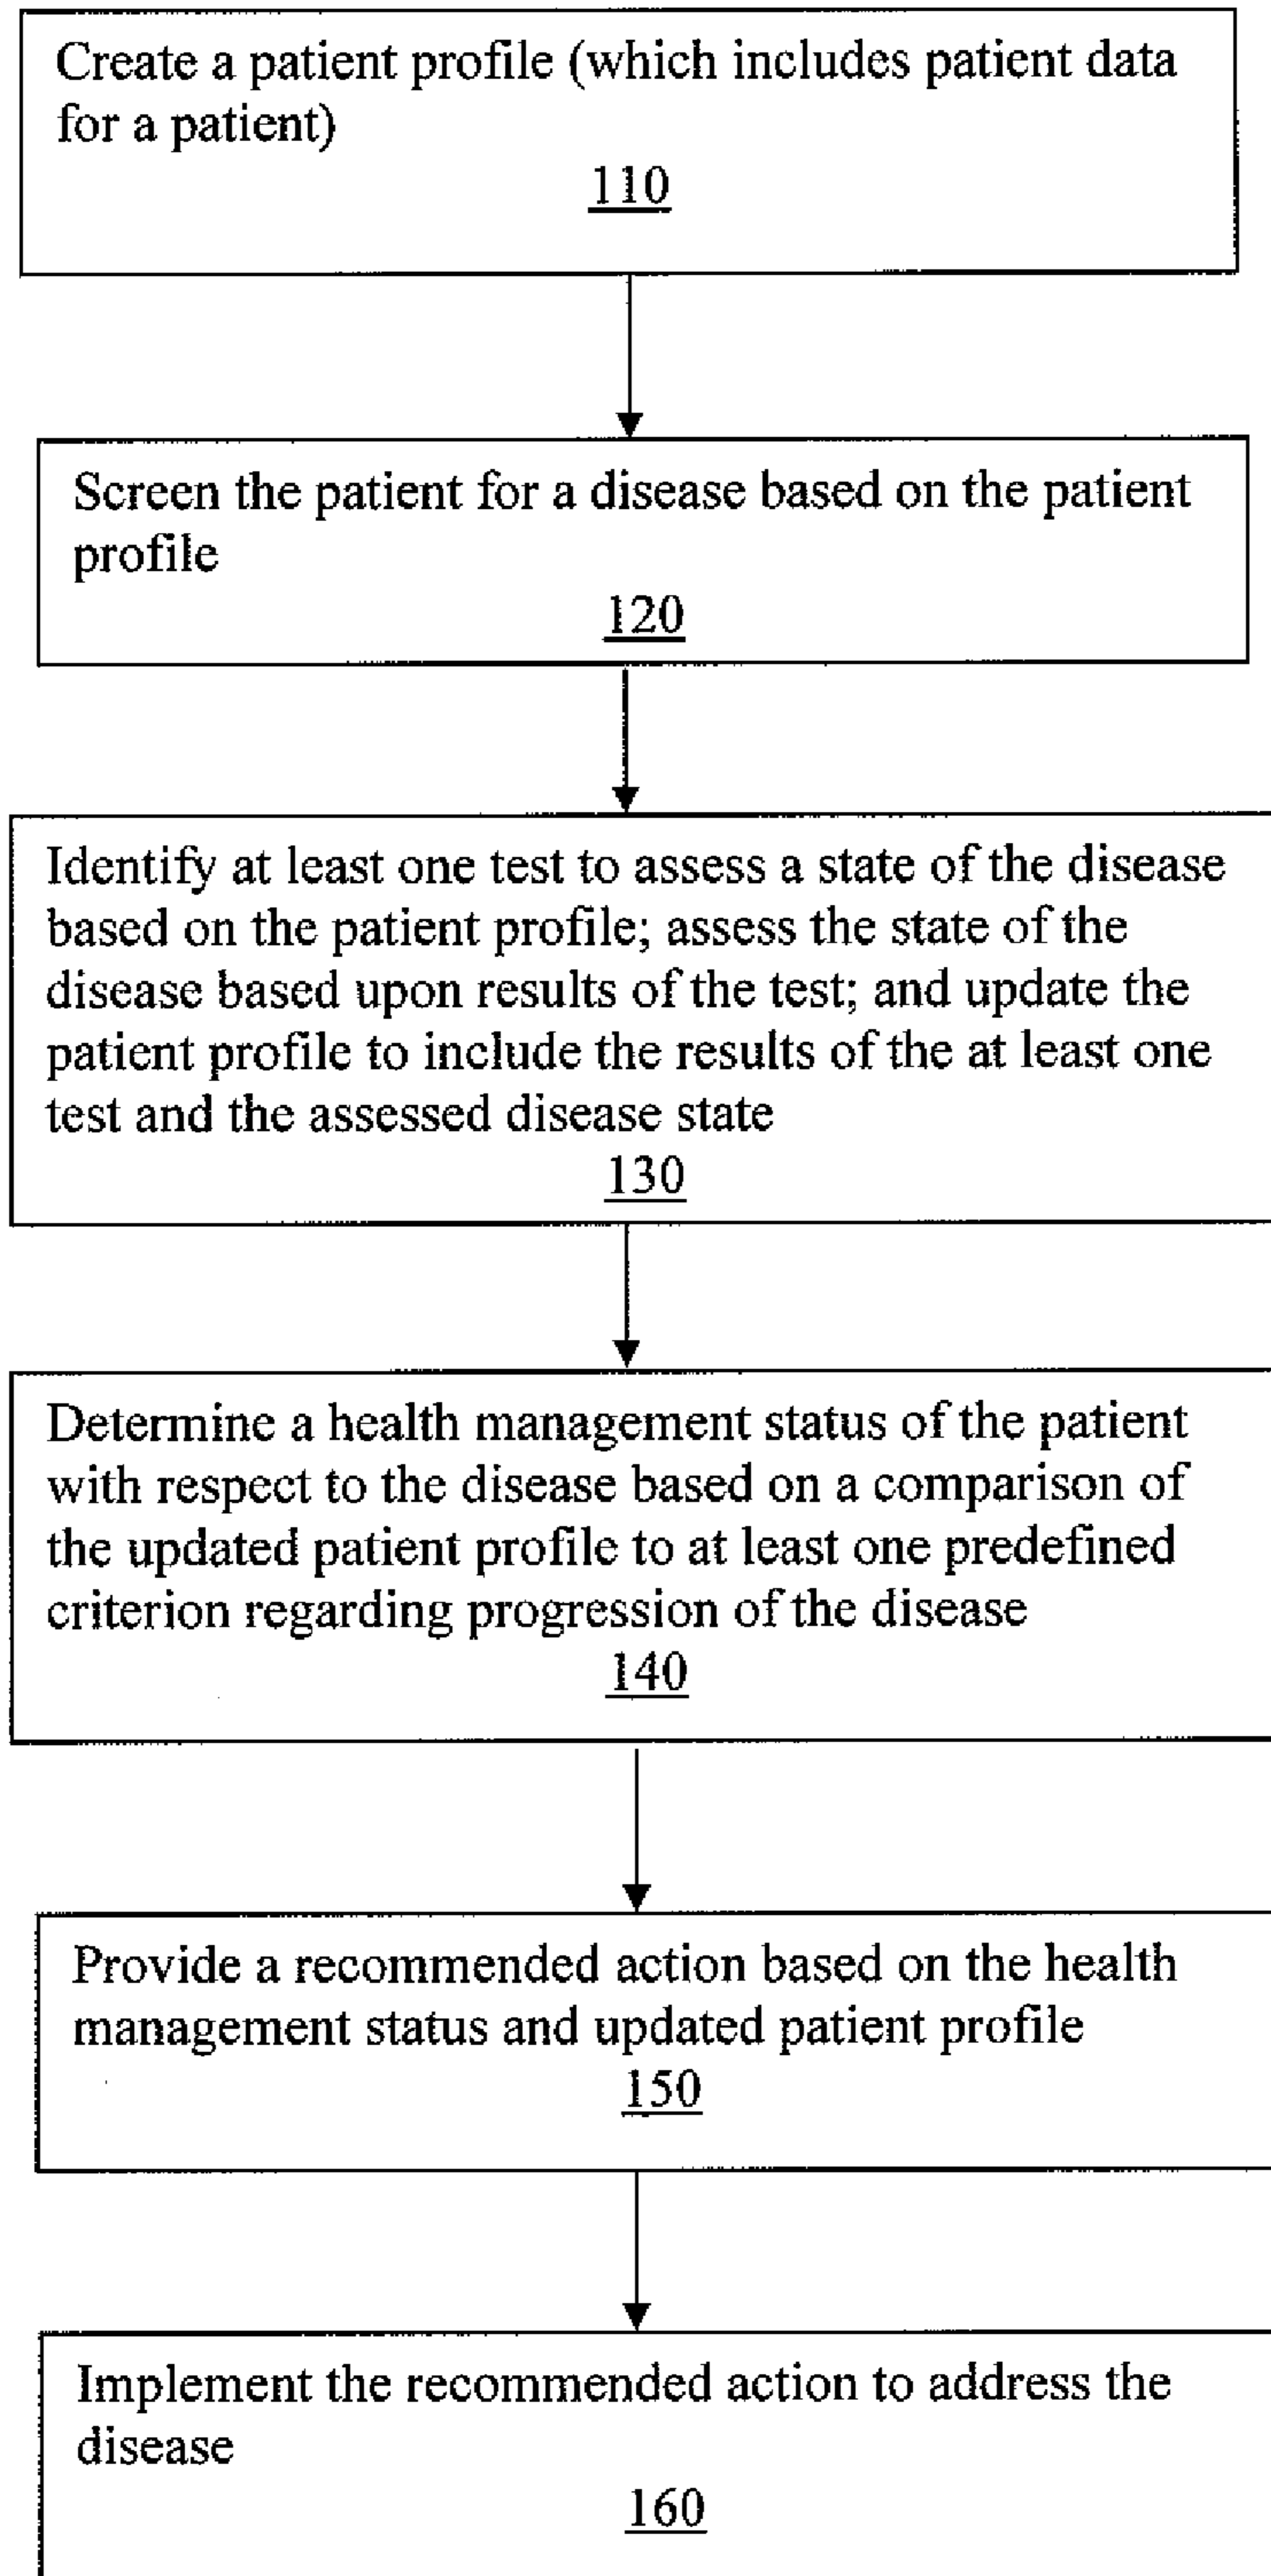 Create a patient profile (which includes patient data
for a patient)
110
Screen the patient for a disease based on the patient
profile
120
Identify at least one test to assess a state of the disease
based on the patient profile; assess the state of the
disease based upon results of the test; and update the
patient profile to include the results of the at least one
test and the assessed disease state
130
Determine a health management status of the patient
with respect to the disease based on a comparison of
the updated patient profile to at least one predefined
criterion regarding progression of the disease
140
Provide a recommended action based on the health
management status and updated patient profile
150
Implement the recommended action to address the
disease
160